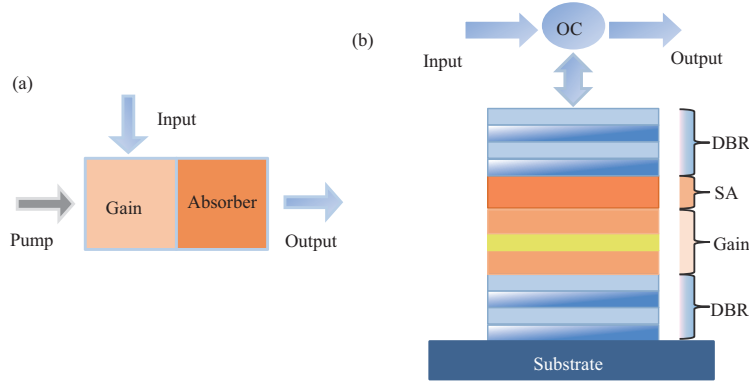 (a)
Input
Gain
Absorber
Pump
Output
(b)
OC
Input
Output
DBR
SA
Gain
DBR
Substrate